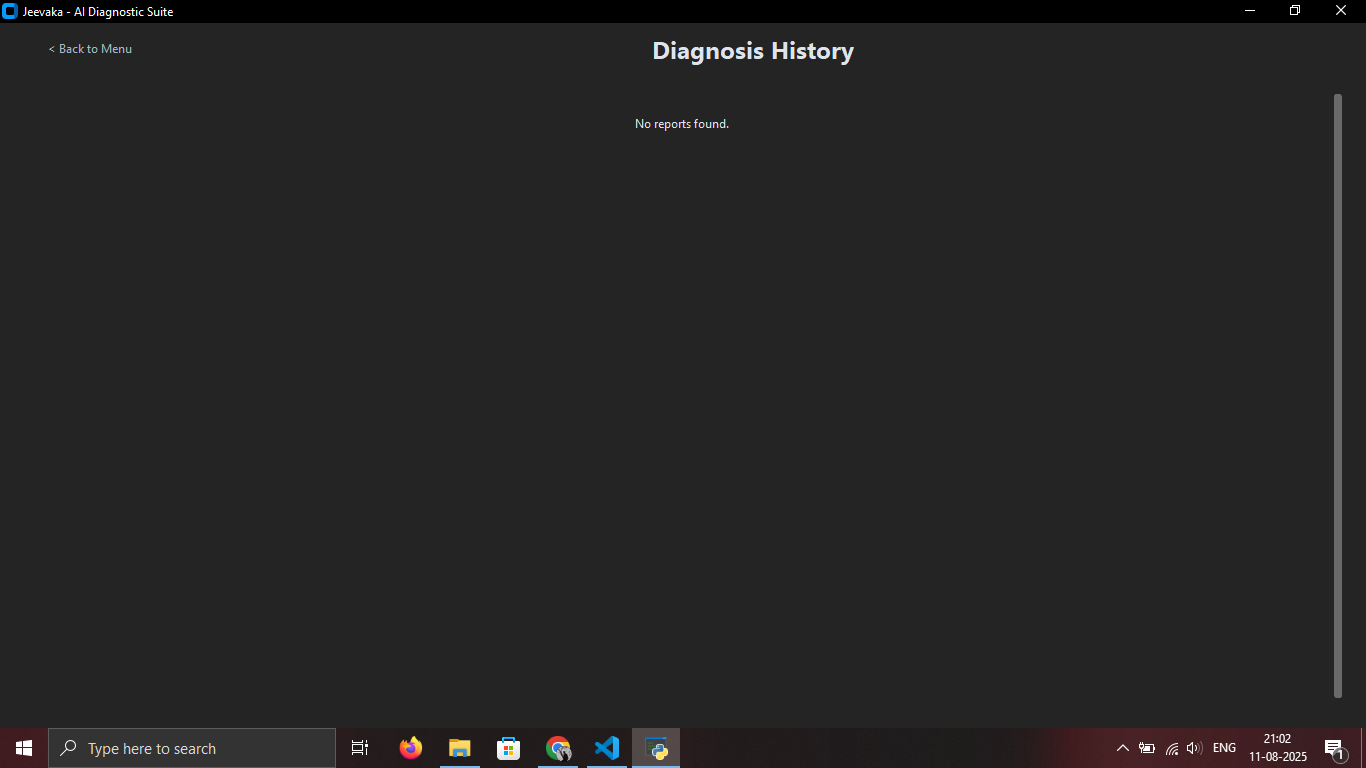 Jeevaka - AI Diagnostic Suite
< Back to Menu
Diagnosis History
No reports found.
Type here to search
ENG
21:02
11-08-2025
1